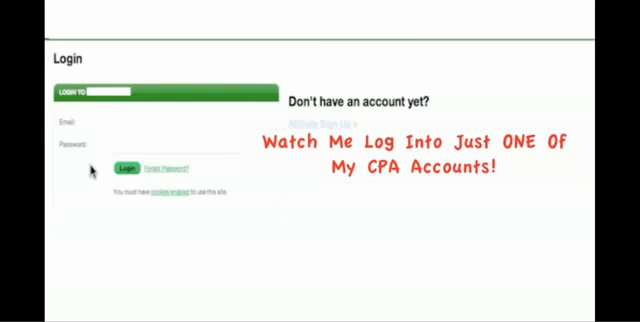 Login
LOGIN TO
Don't have an account yet?
Affiliate Sign Up >
Email:
Password:
Watch Me Log Into Just ONE Of
My CPA Accounts!
Login Forgot Password?
You must have cookies enabled to use this site.